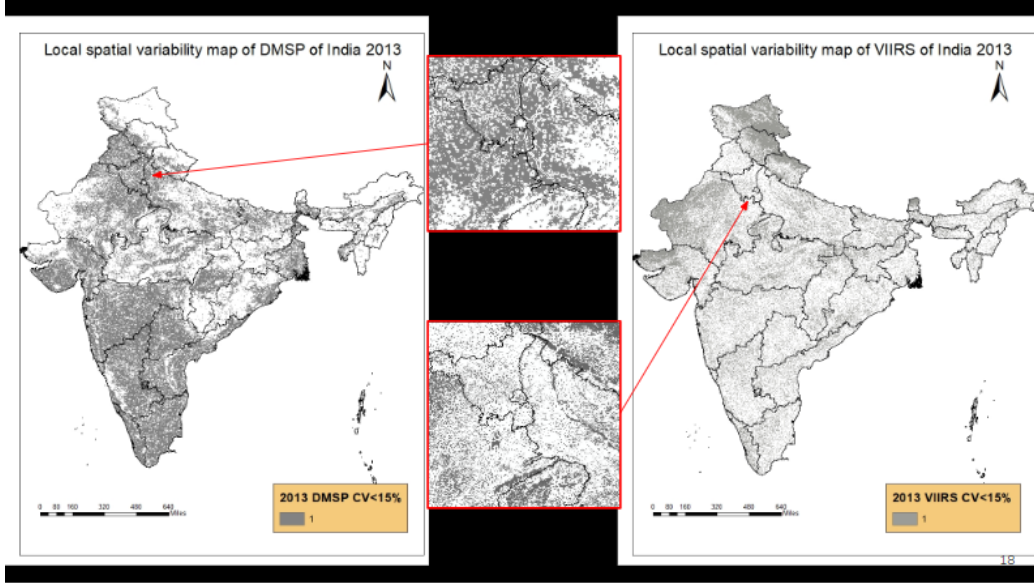 Local spatial variability map of DMSP of India 2013
N
2013 DMSP CV<15%
1
0 80 160 320 480 640
Miles
Local spatial variability map of VIIRS of India 2013
N
2013 VIIRS CV<15%
1
0 80 160 320 480 640
Miles
18